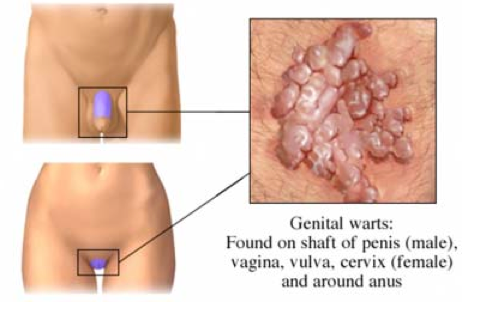 Genital warts:
Found on shaft of penis (male),
vagina, vulva, cervix (female)
and around anus